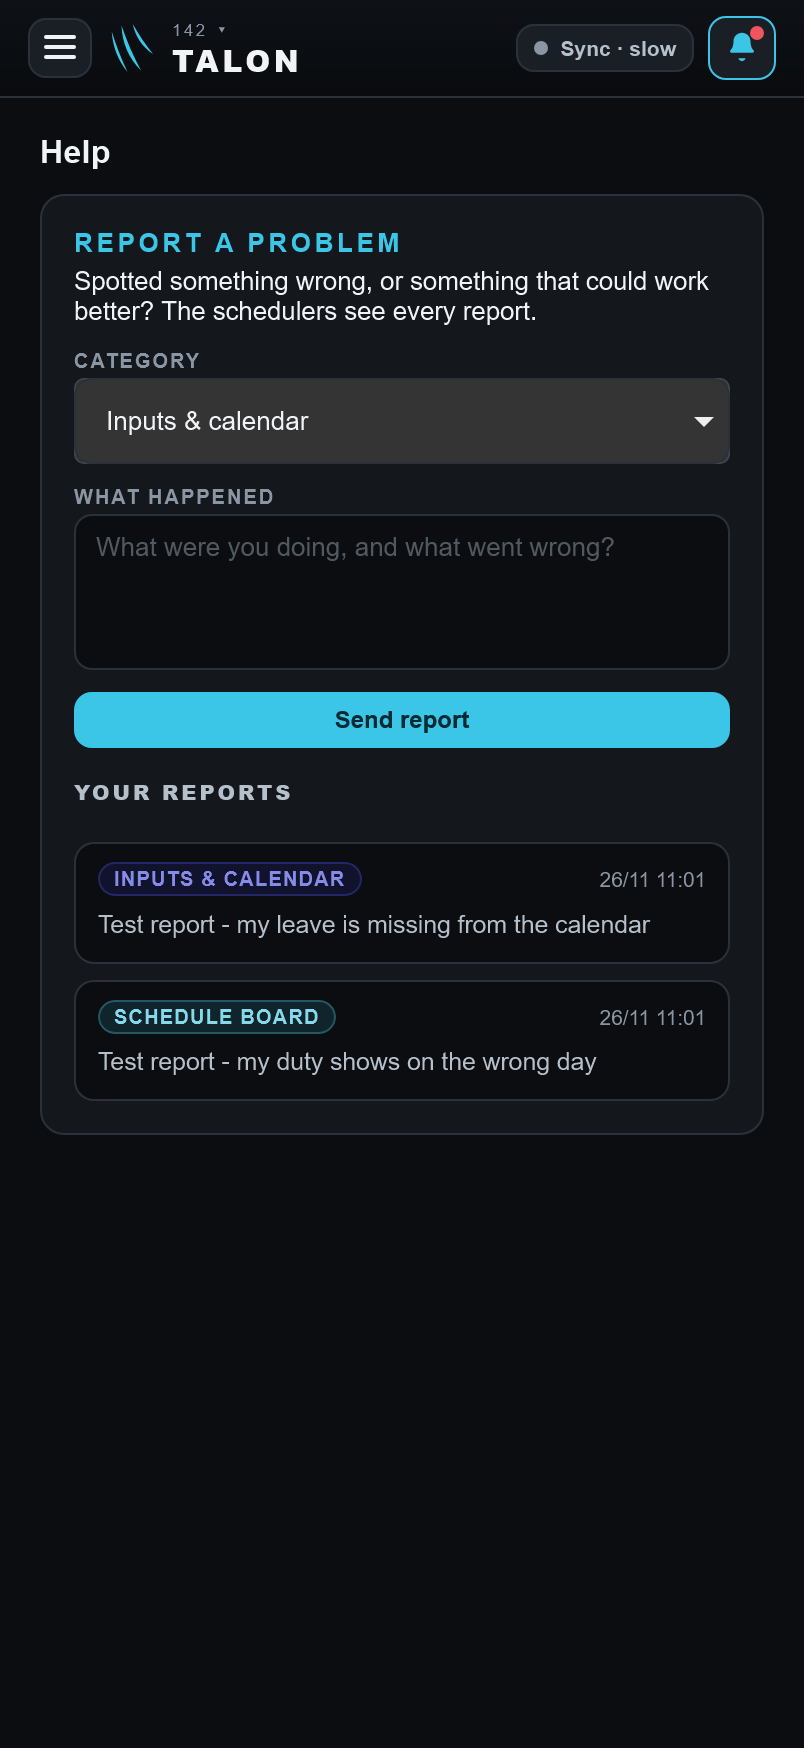 142 ▾
TALON
Sync · slow
Help
REPORT A PROBLEM
Spotted something wrong, or something that could work
better? The schedulers see every report.
CATEGORY
Inputs & calendar
WHAT HAPPENED
What were you doing, and what went wrong?
Send report
YOUR REPORTS
INPUTS & CALENDAR 26/11 11:01
Test report - my leave is missing from the calendar
SCHEDULE BOARD 26/11 11:01
Test report - my duty shows on the wrong day